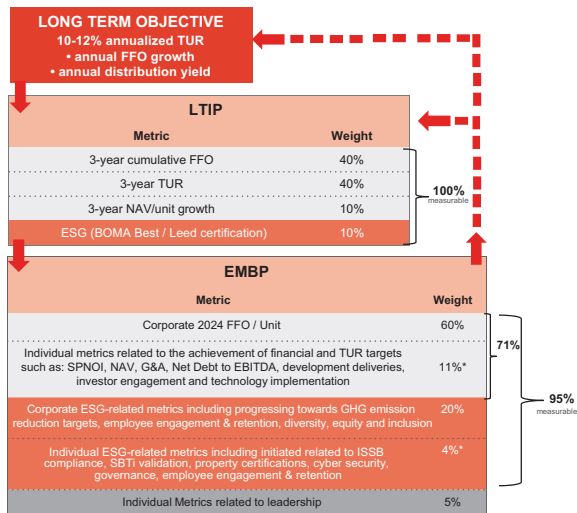 LONG TERM OBJECTIVE
10-12% annualized TUR
• annual FFO growth
• annual distribution yield
LTIP
Metric Weight
3-year cumulative FFO 40%
3-year TUR 40%
3-year NAV/unit growth 10%
ESG (BOMA Best / Leed certification) 10%
100%
measurable
EMBP
Metric Weight
Corporate 2024 FFO / Unit 60%
Individual metrics related to the achievement of financial and TUR targets
such as: SPNOI, NAV, G&A, Net Debt to EBITDA, development deliveries, 11%*
investor engagement and technology implementation
71%
Corporate ESG-related metrics including progressing towards GHG emission 20%
reduction targets, employee engagement & retention, diversity, equity and inclusion
95%
measurable
Individual ESG-related metrics including initiated related to ISSB 4%*
compliance, SBTi validation, property certifications, cyber security,
governance, employee engagement & retention
Individual Metrics related to leadership 5%